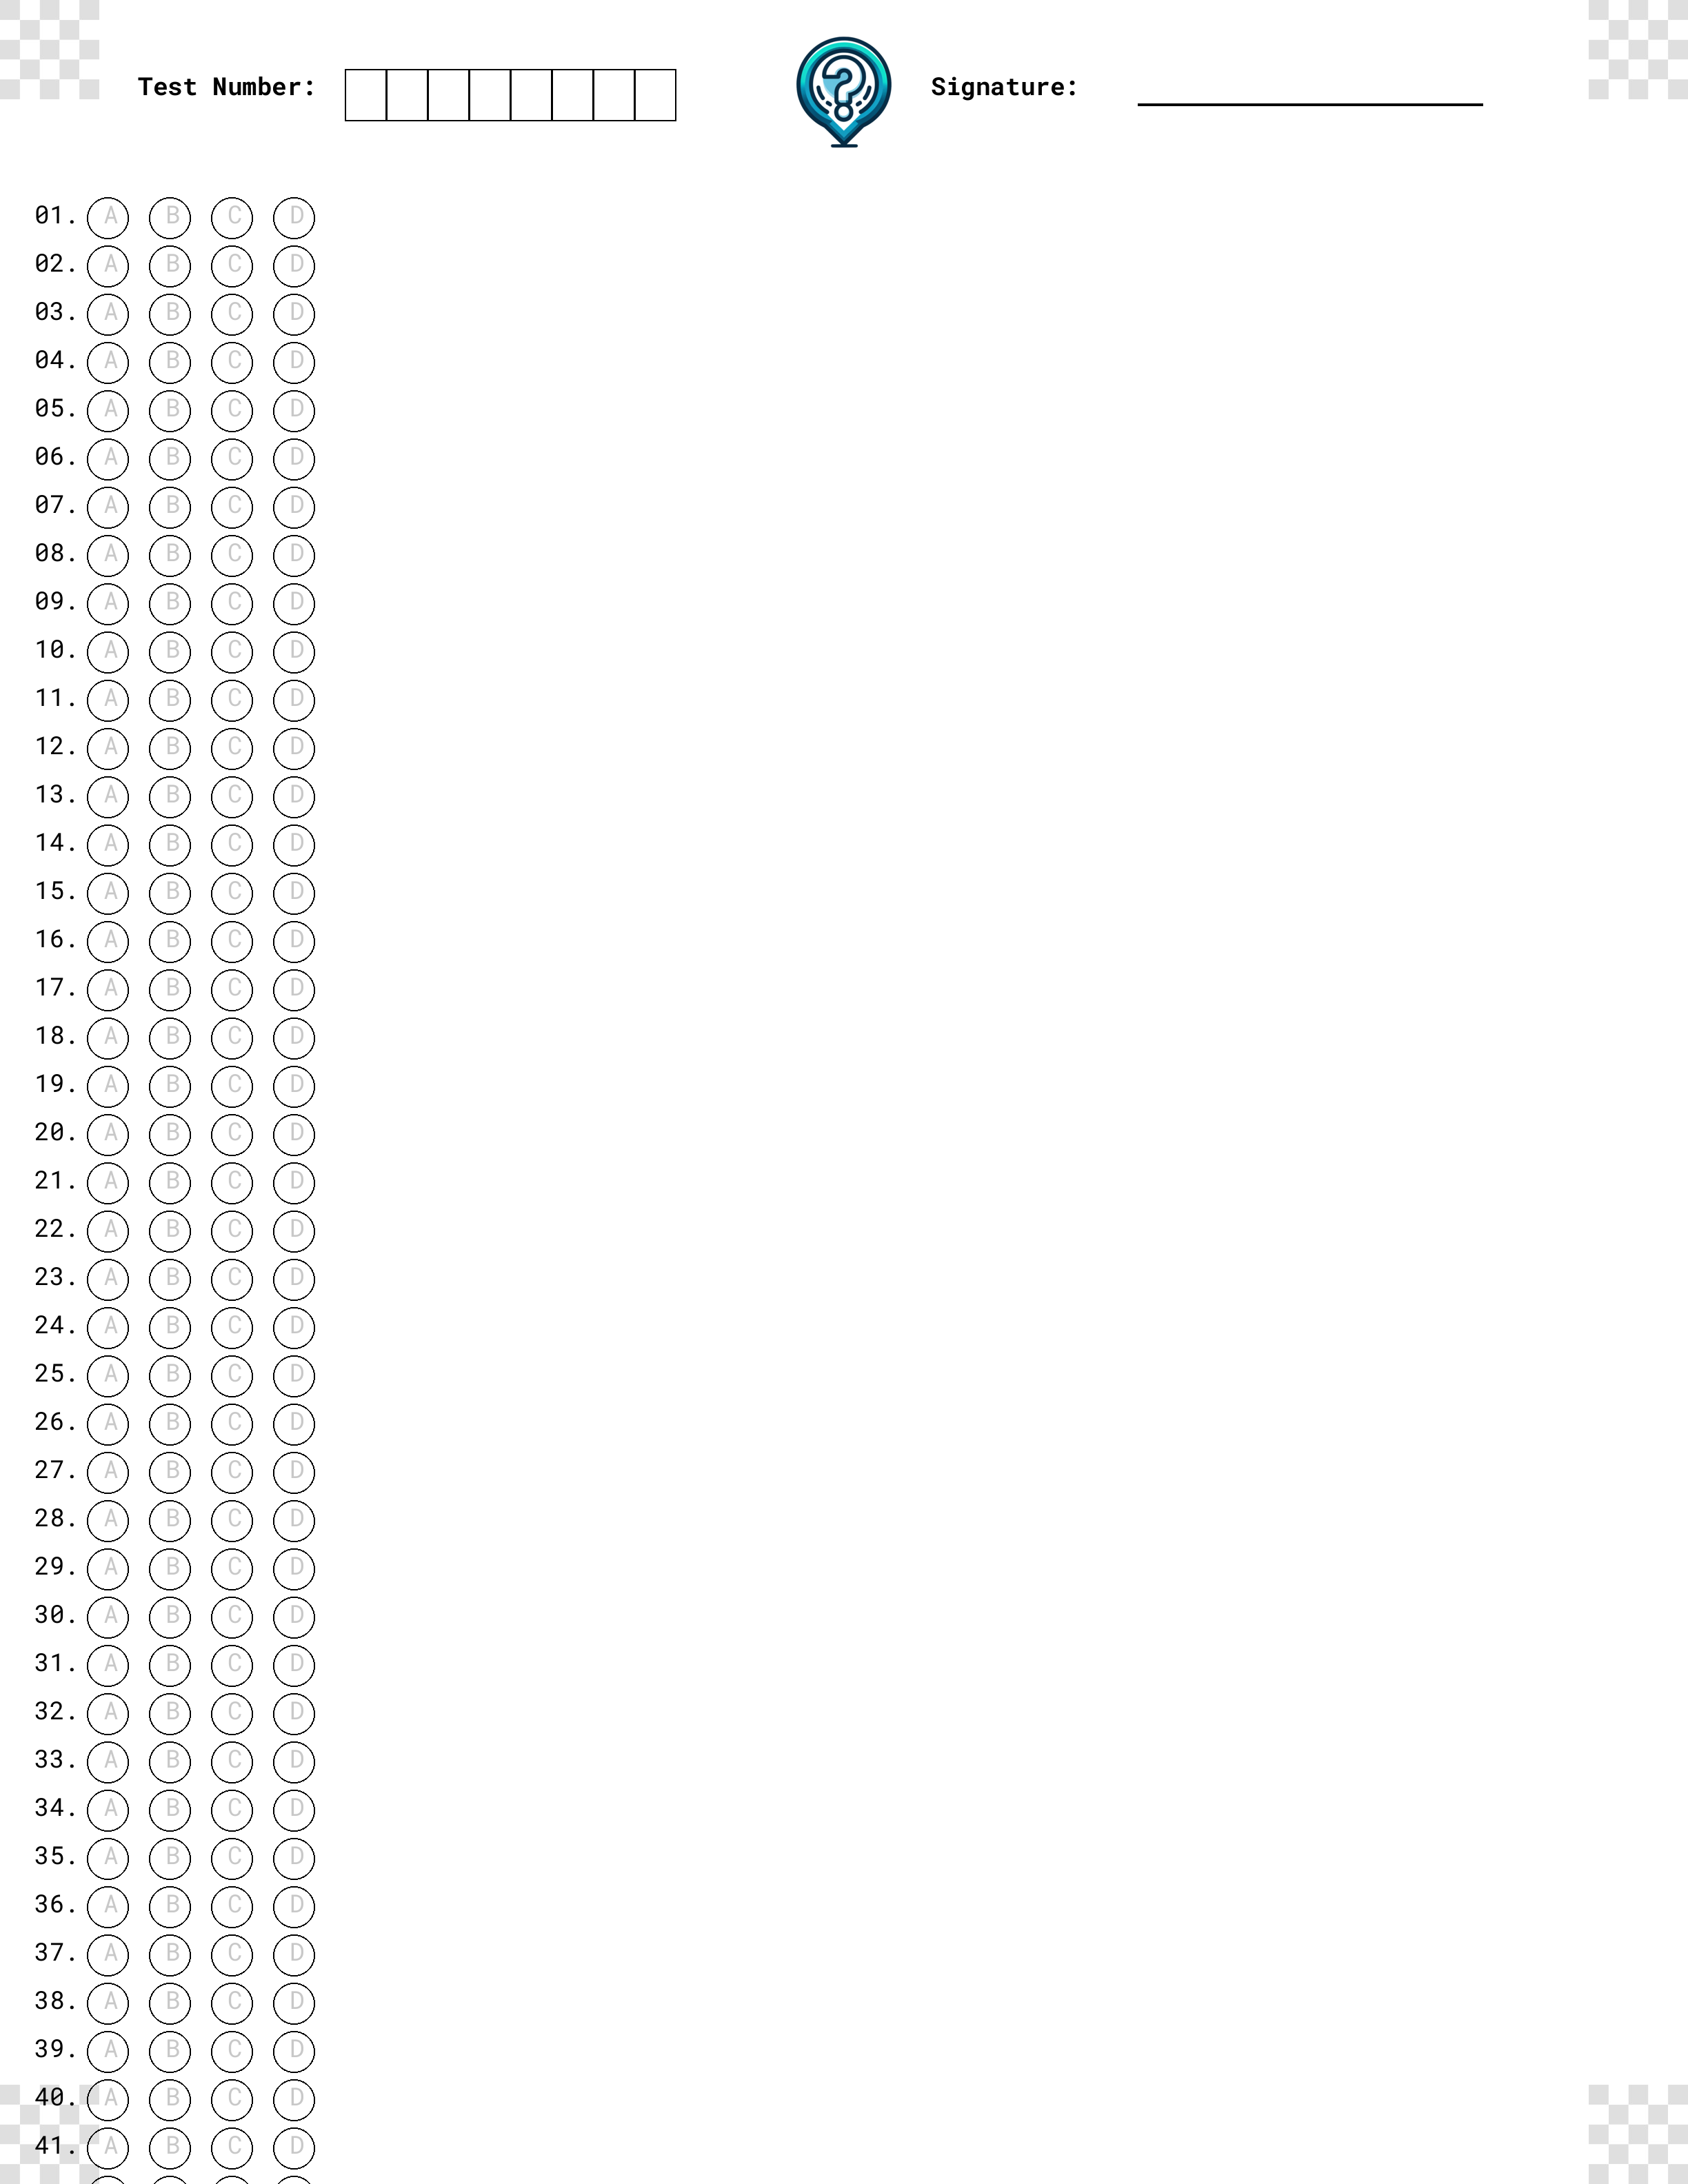 Test Number: Signature:
01. A B C D
02. A B C D
03. A B C D
04. A B C D
05. A B C D
06. A B C D
07. A B C D
08. A B C D
09. A B C D
10. A B C D
11. A B C D
12. A B C D
13. A B C D
14. A B C D
15. A B C D
16. A B C D
17. A B C D
18. A B C D
19. A B C D
20. A B C D
21. A B C D
22. A B C D
23. A B C D
24. A B C D
25. A B C D
26. A B C D
27. A B C D
28. A B C D
29. A B C D
30. A B C D
31. A B C D
32. A B C D
33. A B C D
34. A B C D
35. A B C D
36. A B C D
37. A B C D
38. A B C D
39. A B C D
40. A B C D
41. A B C D